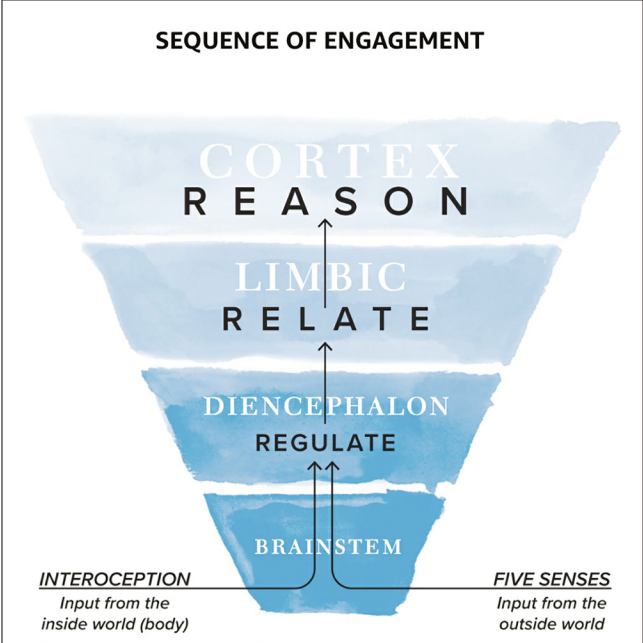 SEQUENCE OF ENGAGEMENT
CORTEX
REASON
LIMBIC
RELATE
DIENCEPHALON
REGULATE
BRAINSTEM
INTEROCEPTION
Input from the
inside world (body)
FIVE SENSES
Input from the
outside world